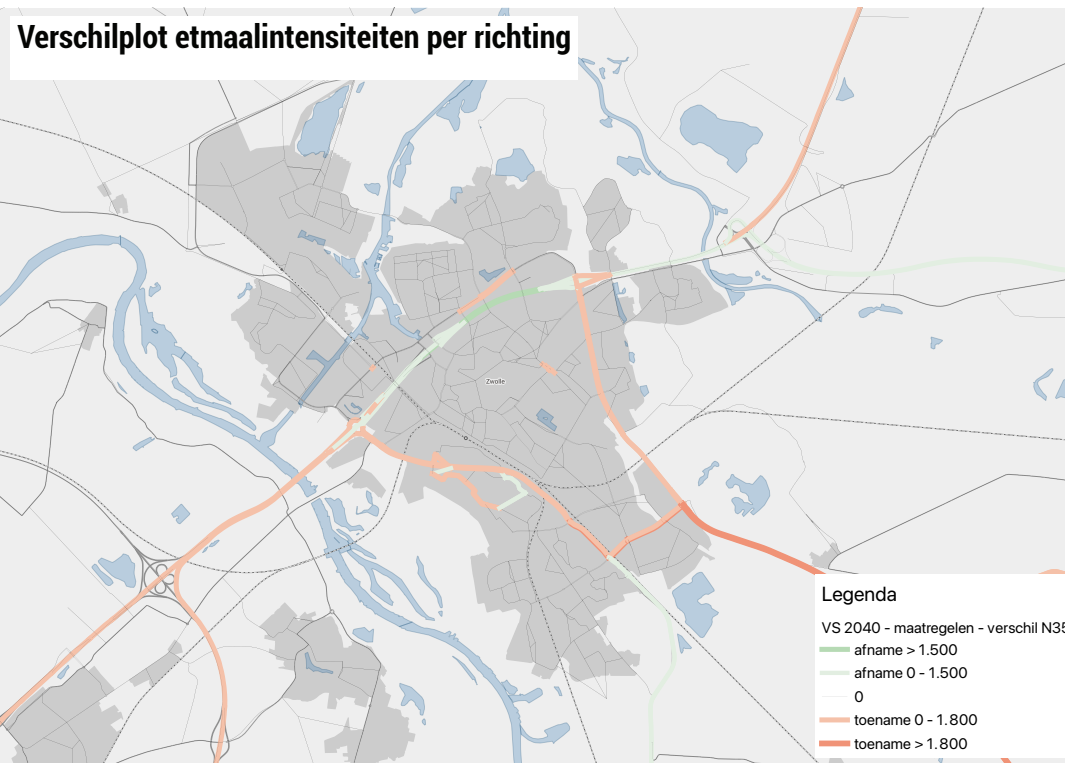 Verschilplot etmaalintensiteiten per richting
Zwolle
Legenda
VS 2040 - maatregelen - verschil N35
afname > 1.500
afname 0 - 1.500
0
toename 0 - 1.800
toename > 1.800